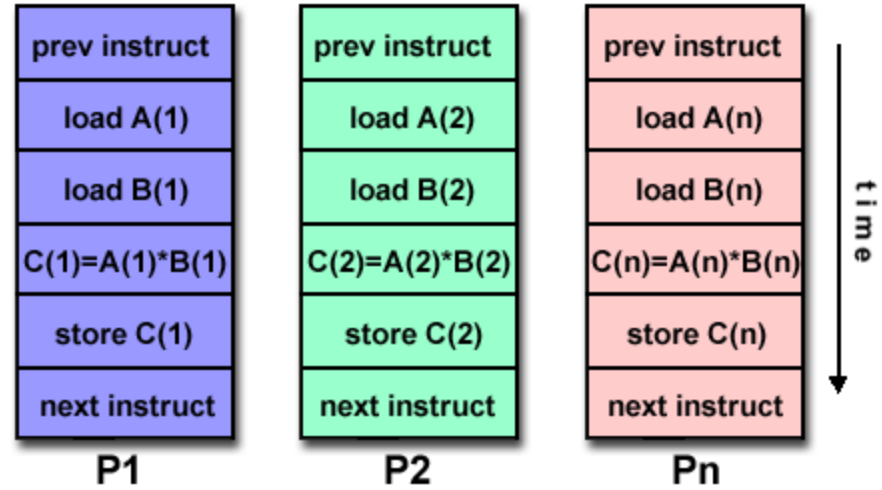 prev instruct
load A(1)
load B(1)
C(1)=A(1)*B(1)
store C(1)
next instruct
P1
prev instruct
load A(2)
load B(2)
C(2)=A(2)*B(2)
store C(2)
next instruct
P2
prev instruct
load A(n)
load B(n)
C(n)=A(n)*B(n)
store C(n)
next instruct
Pn
time